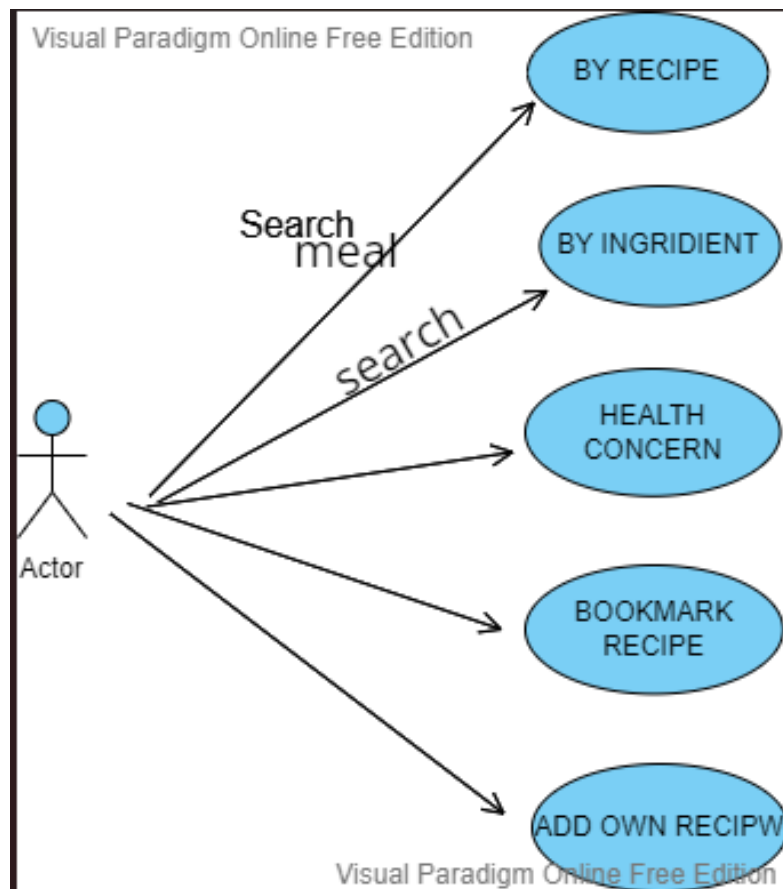 Visual Paradigm Online Free Edition
BY RECIPE
Search
meal
BY INGRIDIENT
search
HEALTH
CONCERN
Actor
BOOKMARK
RECIPE
ADD OWN RECIPW
Visual Paradigm Online Free Edition